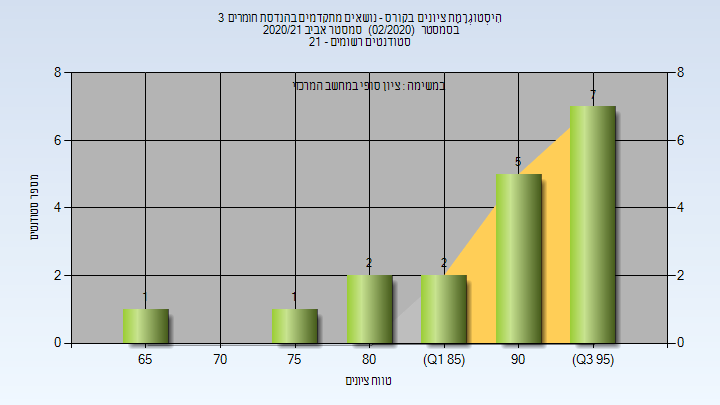 היסטוגרמת ציונים בקורס - נושאים מתקדמים בהנדסת חומרים 3
בסמסטר (02/2020) סמסטר אביב 2020/21
סטודנטים רשומים - 21
במשימה : ציון סופי במחשב המרכזי
8 8
7
6 6
5
4 4
2 2 2 2
1 1
0 0
מספר סטודנטים
65 70 75 80 (Q1 85) 90 (Q3 95)
טווח ציונים